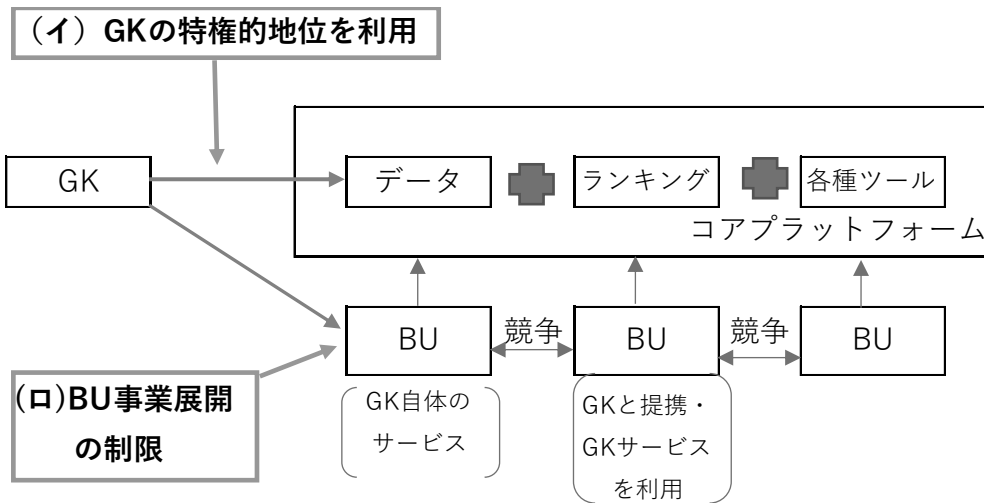 （イ）GKの特権的地位を利用
GK
データ
ランキング
各種ツール
コアプラットフォーム
BU
競争
BU
競争
BU
(ロ)BU事業展開
の制限
GK自体の
サービス
GKと提携・
GKサービス
を利用